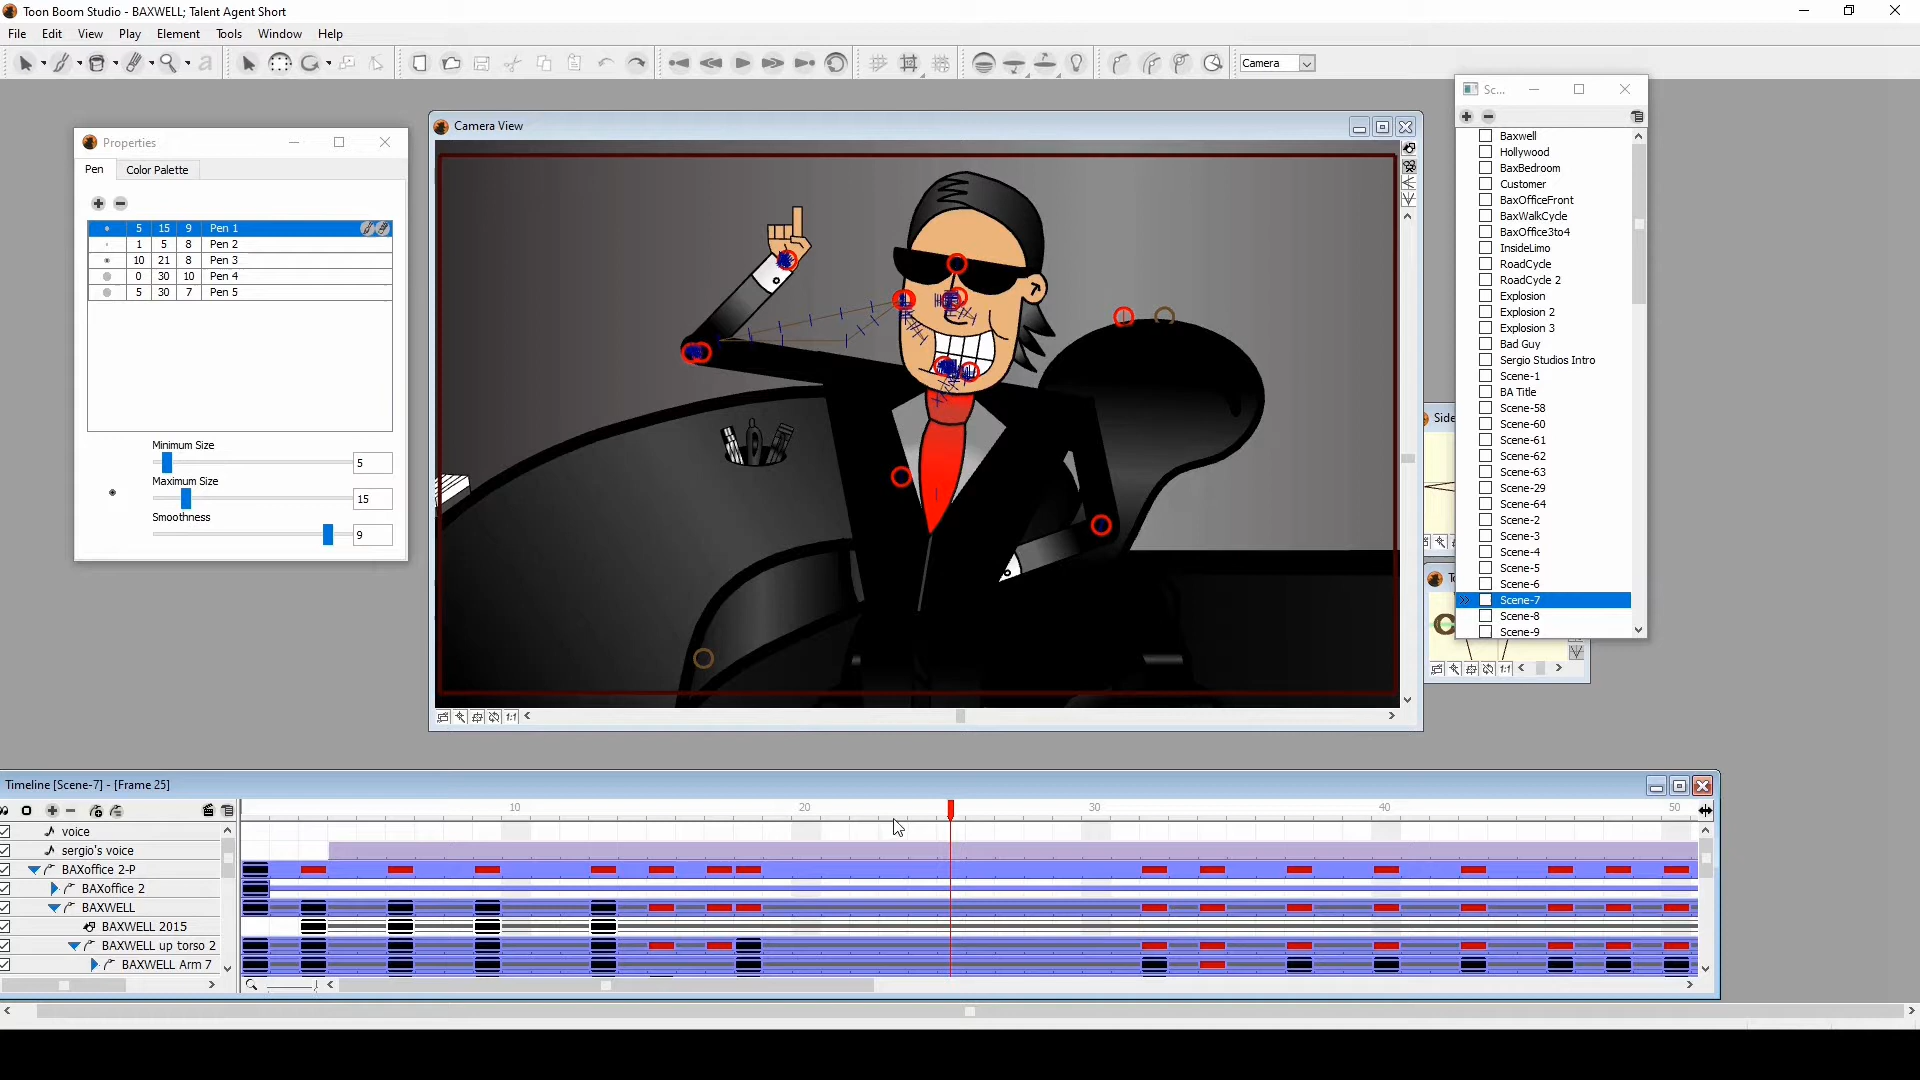 Toon Boom Studio - BAXWELL; Talent Agent Short
File Edit View Play Element Tools Window Help
Camera
Properties
Pen Color Palette
5 15 9 Pen 1
1 5 8 Pen 2
10 21 8 Pen 3
0 30 10 Pen 4
5 30 7 Pen 5
Minimum Size
5
Maximum Size
15
Smoothness
9
Camera View
1:1
Sc...
Baxwell
Hollywood
BaxBedroom
Customer
BaxOfficeFront
BaxWalkCycle
BaxOffice3to4
InsideLimo
RoadCycle
RoadCycle 2
Explosion
Explosion 2
Explosion 3
Bad Guy
Sergio Studios Intro
Scene-1
BA Title
Scene-58
Scene-60
Scene-61
Scene-62
Scene-63
Scene-29
Scene-64
Scene-2
Scene-3
Scene-4
Scene-5
Scene-6
Scene-7
Scene-8
Scene-9
Side
1:1
Timeline [Scene-7] - [Frame 25]
10 20 30 40 50
voice
sergio's voice
BAXoffice 2-P
BAXoffice 2
BAXWELL
BAXWELL 2015
BAXWELL up torso 2
BAXWELL Arm 7